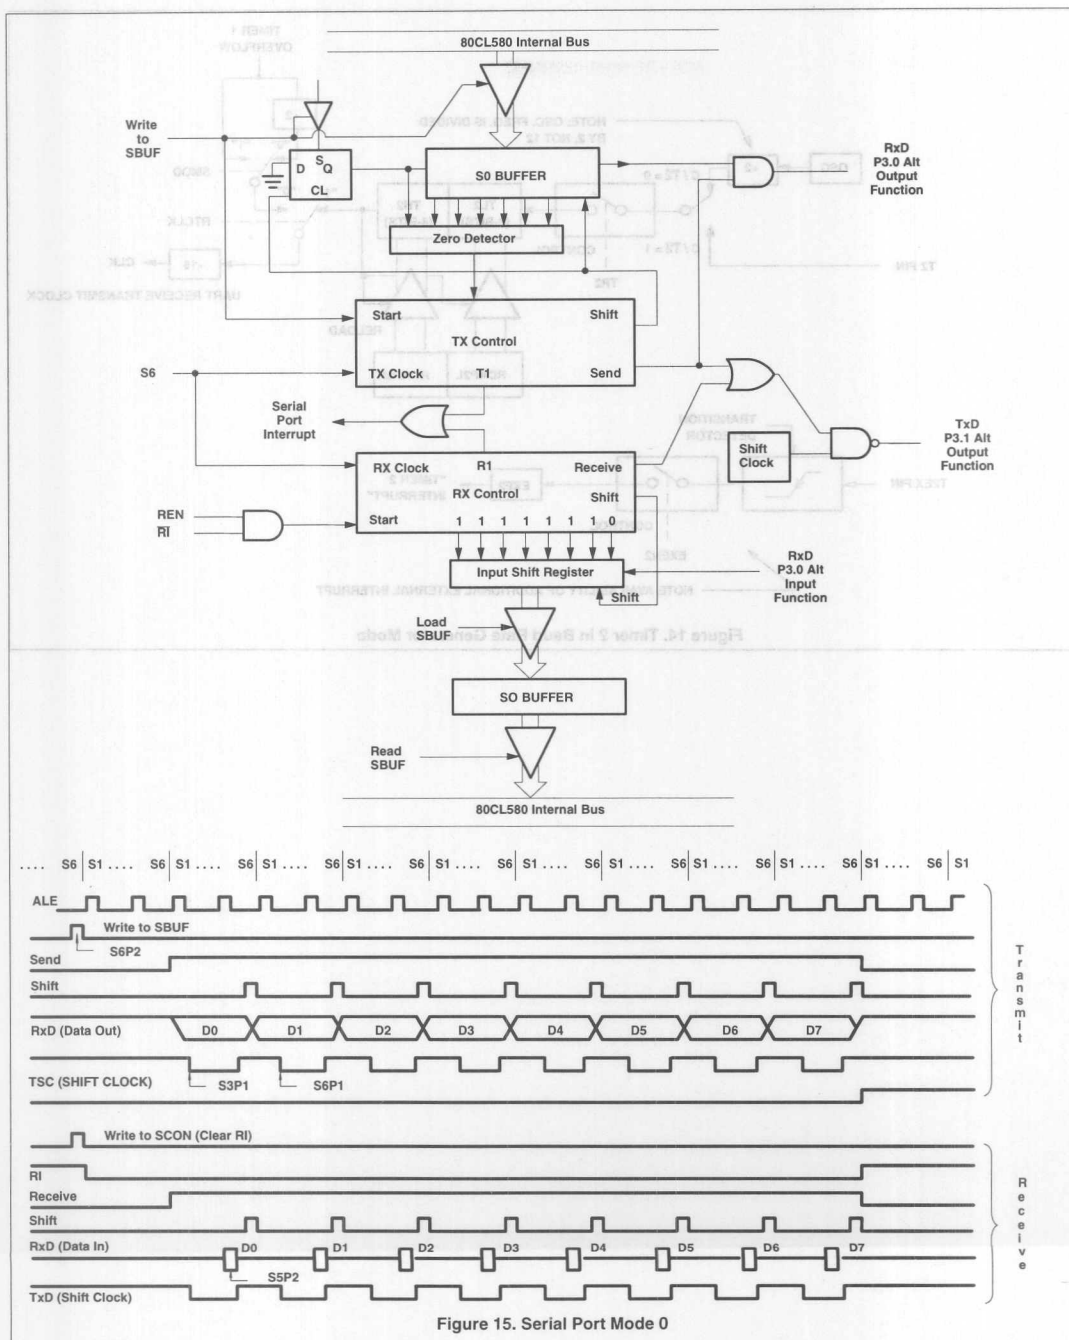 80CL580 Internal Bus
Write
to
SBUF
D S Q
CL
S0 BUFFER
RxD
P3.0 Alt
Output
Function
Zero Detector
Start
Shift
TX Control
S6
TX Clock
T1
Send
Serial
Port
Interrupt
TxD
P3.1 Alt
Output
Function
Shift
Clock
RX Clock
R1
Receive
RX Control
Shift
REN
RI
Start
1 1 1 1 1 1 1 0
Input Shift Register
Shift
RxD
P3.0 Alt
Input
Function
Load
SBUF
SO BUFFER
Read
SBUF
80CL580 Internal Bus
.... S6 S1 .... S6 S1 .... S6 S1 .... S6 S1 .... S6 S1 .... S6 S1 .... S6 S1 .... S6 S1 .... S6 S1 .... S6 S1 .... S6 S1
ALE
Write to SBUF
S6P2
Send
Shift
RxD (Data Out) D0 D1 D2 D3 D4 D5 D6 D7
TSC (SHIFT CLOCK)
S3P1 S6P1
Transmit
Write to SCON (Clear RI)
RI
Receive
Shift
RxD (Data In) D0 D1 D2 D3 D4 D5 D6 D7
S5P2
TxD (Shift Clock)
Receive
Figure 15. Serial Port Mode 0